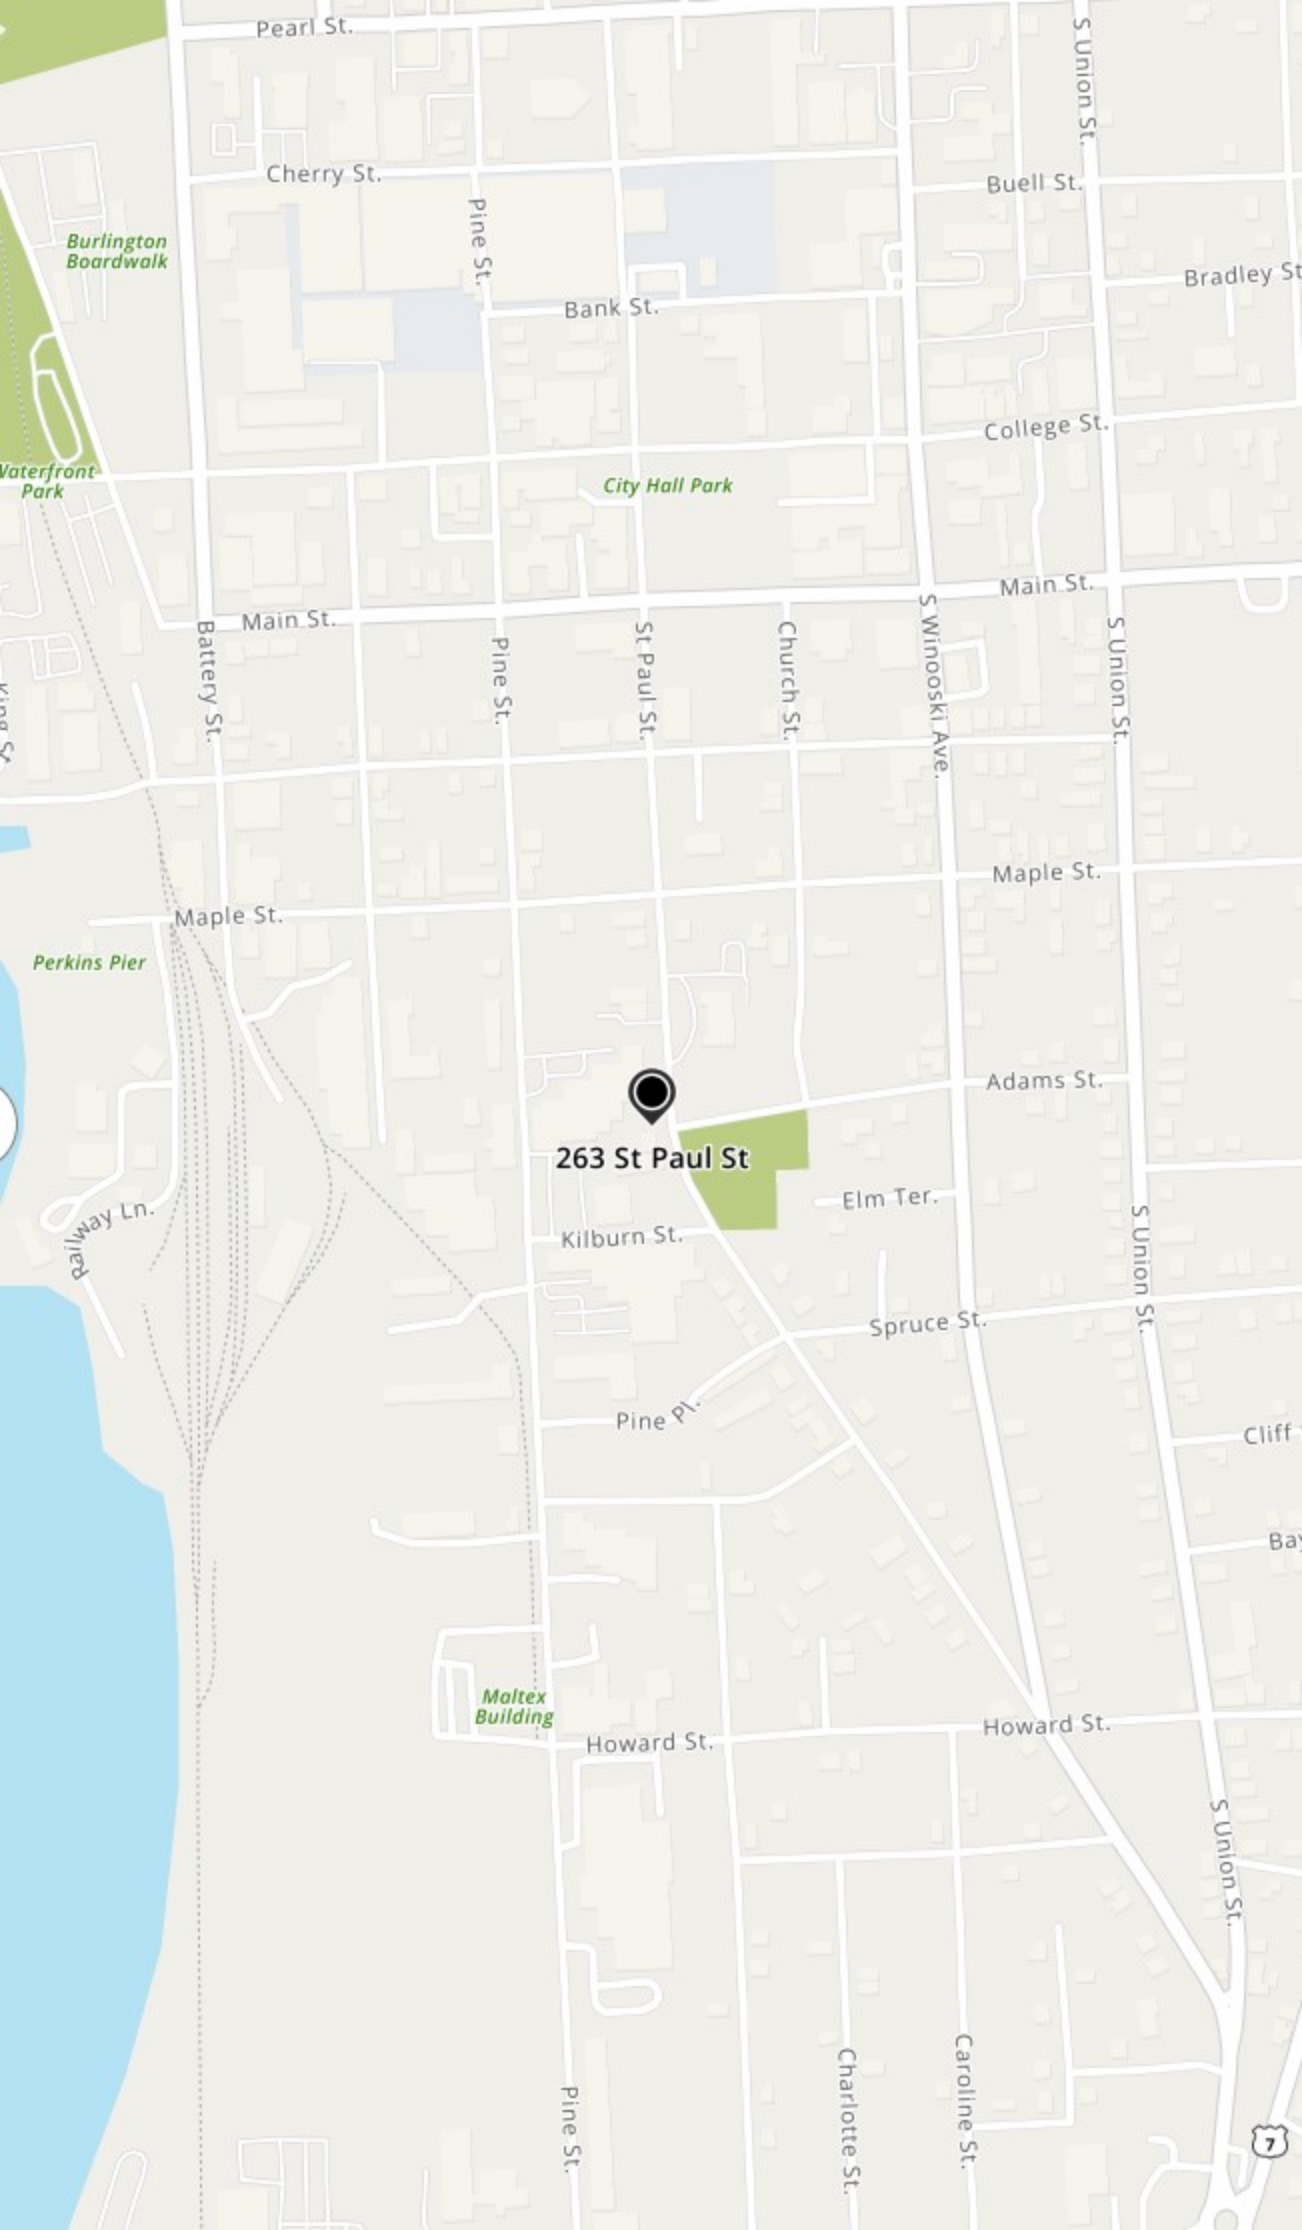 Pearl St.
S Union St.
Cherry St.
Buell St.
Pine St.
Burlington
Boardwalk
Bradley St
Bank St.
College St.
Waterfront
Park
City Hall Park
Main St.
Main St.
Battery St.
Pine St.
St Paul St.
Church St.
S Winooski Ave.
S Union St.
King St
Maple St.
Maple St.
Perkins Pier
Adams St.
263 St Paul St
Elm Ter.
Railway Ln.
Kilburn St.
S Union St.
Spruce St.
Pine Pl.
Cliff
Bay
Maltex
Building
Howard St.
Howard St.
S Union St.
Pine St.
Charlotte St.
Caroline St.
7